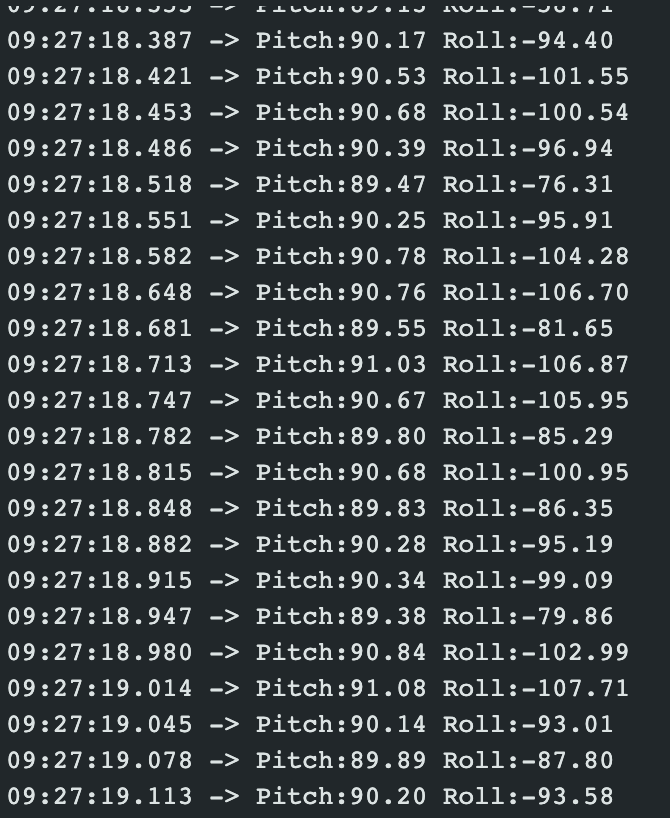 09:27:18.387 -> Pitch:90.17 Roll:-94.40
09:27:18.421 -> Pitch:90.53 Roll:-101.55
09:27:18.453 -> Pitch:90.68 Roll:-100.54
09:27:18.486 -> Pitch:90.39 Roll:-96.94
09:27:18.518 -> Pitch:89.47 Roll:-76.31
09:27:18.551 -> Pitch:90.25 Roll:-95.91
09:27:18.582 -> Pitch:90.78 Roll:-104.28
09:27:18.648 -> Pitch:90.76 Roll:-106.70
09:27:18.681 -> Pitch:89.55 Roll:-81.65
09:27:18.713 -> Pitch:91.03 Roll:-106.87
09:27:18.747 -> Pitch:90.67 Roll:-105.95
09:27:18.782 -> Pitch:89.80 Roll:-85.29
09:27:18.815 -> Pitch:90.68 Roll:-100.95
09:27:18.848 -> Pitch:89.83 Roll:-86.35
09:27:18.882 -> Pitch:90.28 Roll:-95.19
09:27:18.915 -> Pitch:90.34 Roll:-99.09
09:27:18.947 -> Pitch:89.38 Roll:-79.86
09:27:18.980 -> Pitch:90.84 Roll:-102.99
09:27:19.014 -> Pitch:91.08 Roll:-107.71
09:27:19.045 -> Pitch:90.14 Roll:-93.01
09:27:19.078 -> Pitch:89.89 Roll:-87.80
09:27:19.113 -> Pitch:90.20 Roll:-93.58